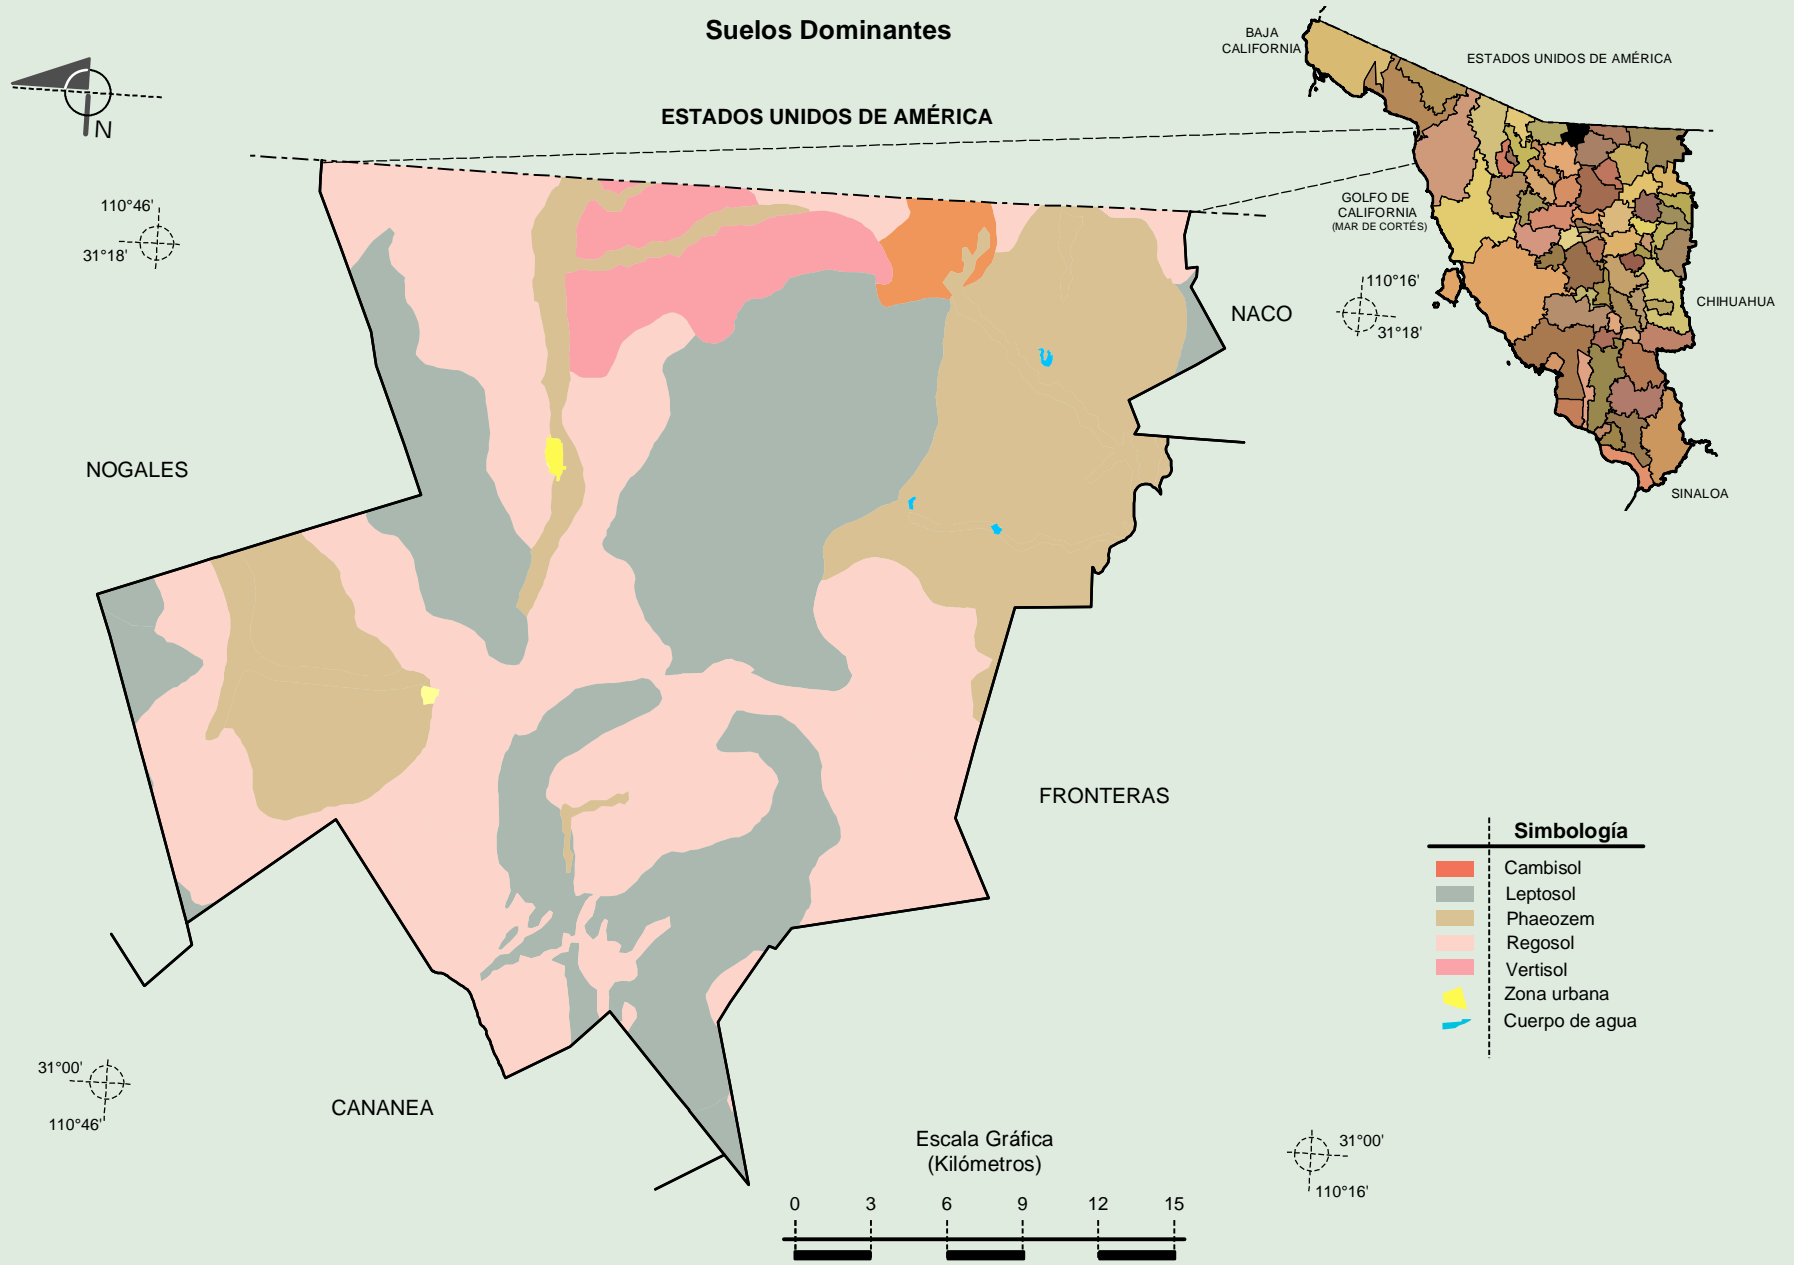 Suelos Dominantes
BAJA
CALIFORNIA
ESTADOS UNIDOS DE AMÉRICA
ESTADOS UNIDOS DE AMÉRICA
N
110°46'
31°18'
GOLFO DE
CALIFORNIA
(MAR DE CORTÉS)
110°16'
31°18'
CHIHUAHUA
NACO
NOGALES
SINALOA
FRONTERAS
Simbología
Cambisol
Leptosol
Phaeozem
Regosol
Vertisol
Zona urbana
Cuerpo de agua
31°00'
110°46'
CANANEA
Escala Gráfica
(Kilómetros)
0 3 6 9 12 15
31°00'
110°16'